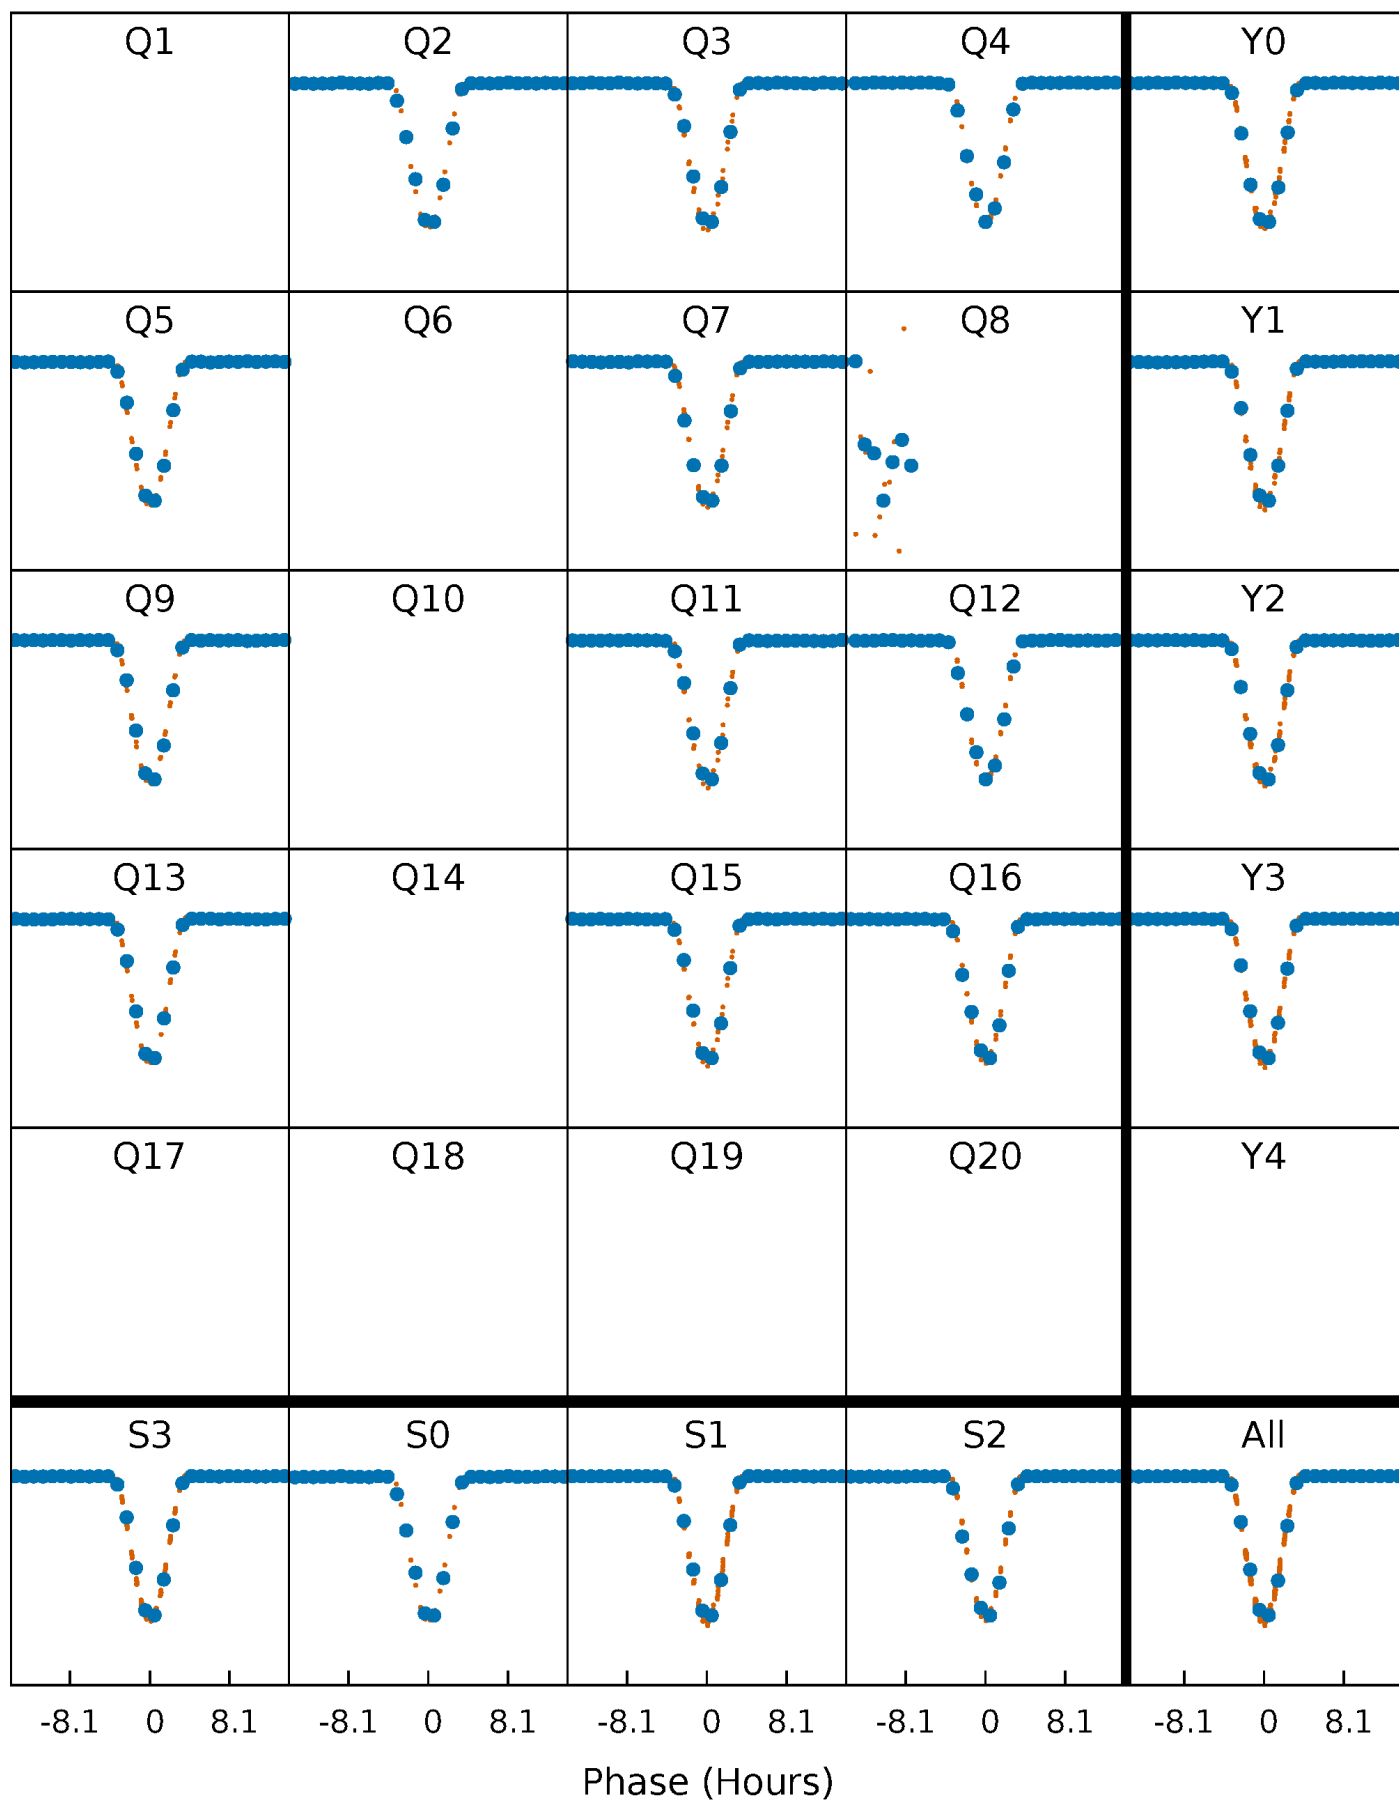 Q1 Q2 Q3 Q4 Y0
Q5 Q6 Q7 Q8 Y1
Q9 Q10 Q11 Q12 Y2
Q13 Q14 Q15 Q16 Y3
Q17 Q18 Q19 Q20 Y4
S3 S0 S1 S2 All
-8.1 0 8.1 -8.1 0 8.1 -8.1 0 8.1 -8.1 0 8.1 -8.1 0 8.1
Phase (Hours)